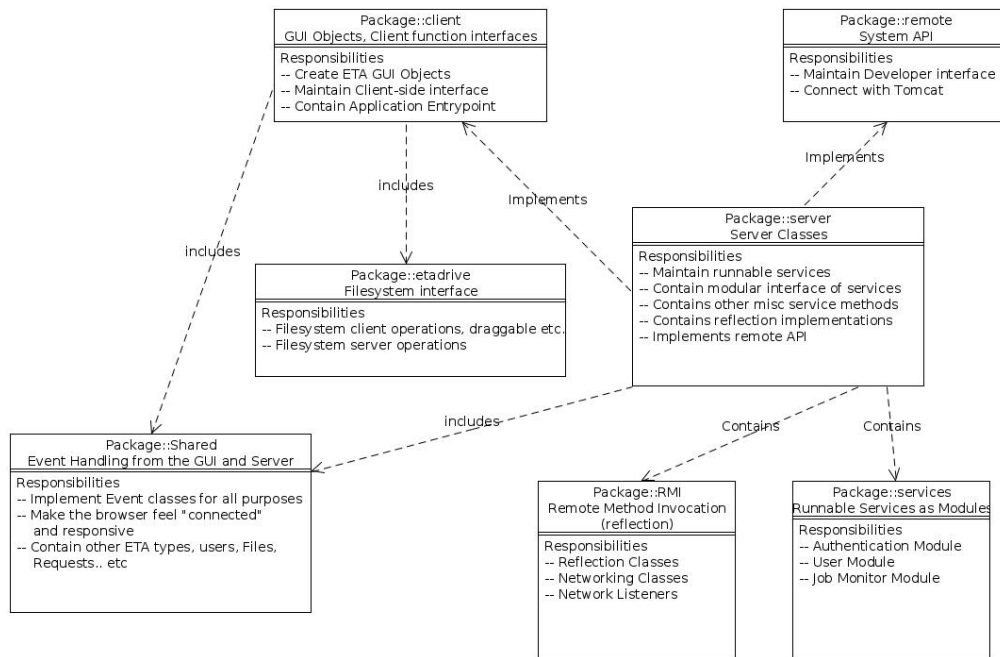 Package::client
GUI Objects, Client function interfaces
Responsibilities
-- Create ETA GUI Objects
-- Maintain Client-side interface
-- Contain Application Entrypoint
Package::remote
System API
Responsibilities
-- Maintain Developer interface
-- Connect with Tomcat
includes
Implements
Implements
includes
Package::server
Server Classes
Responsibilities
-- Maintain runnable services
-- Contain modular interface of services
-- Contains other misc service methods
-- Contains reflection implementations
-- Implements remote API
Package::etadrive
Filesystem interface
Responsibilities
-- Filesystem client operations, draggable etc.
-- Filesystem server operations
includes
Contains
Contains
Package::Shared
Event Handling from the GUI and Server
Responsibilities
-- Implement Event classes for all purposes
-- Make the browser feel "connected"
and responsive
-- Contain other ETA types, users, Files,
Requests.. etc
Package::RMI
Remote Method Invocation
(reflection)
Responsibilities
-- Reflection Classes
-- Networking Classes
-- Network Listeners
Package::services
Runnable Services as Modules
Responsibilities
-- Authentication Module
-- User Module
-- Job Monitor Module